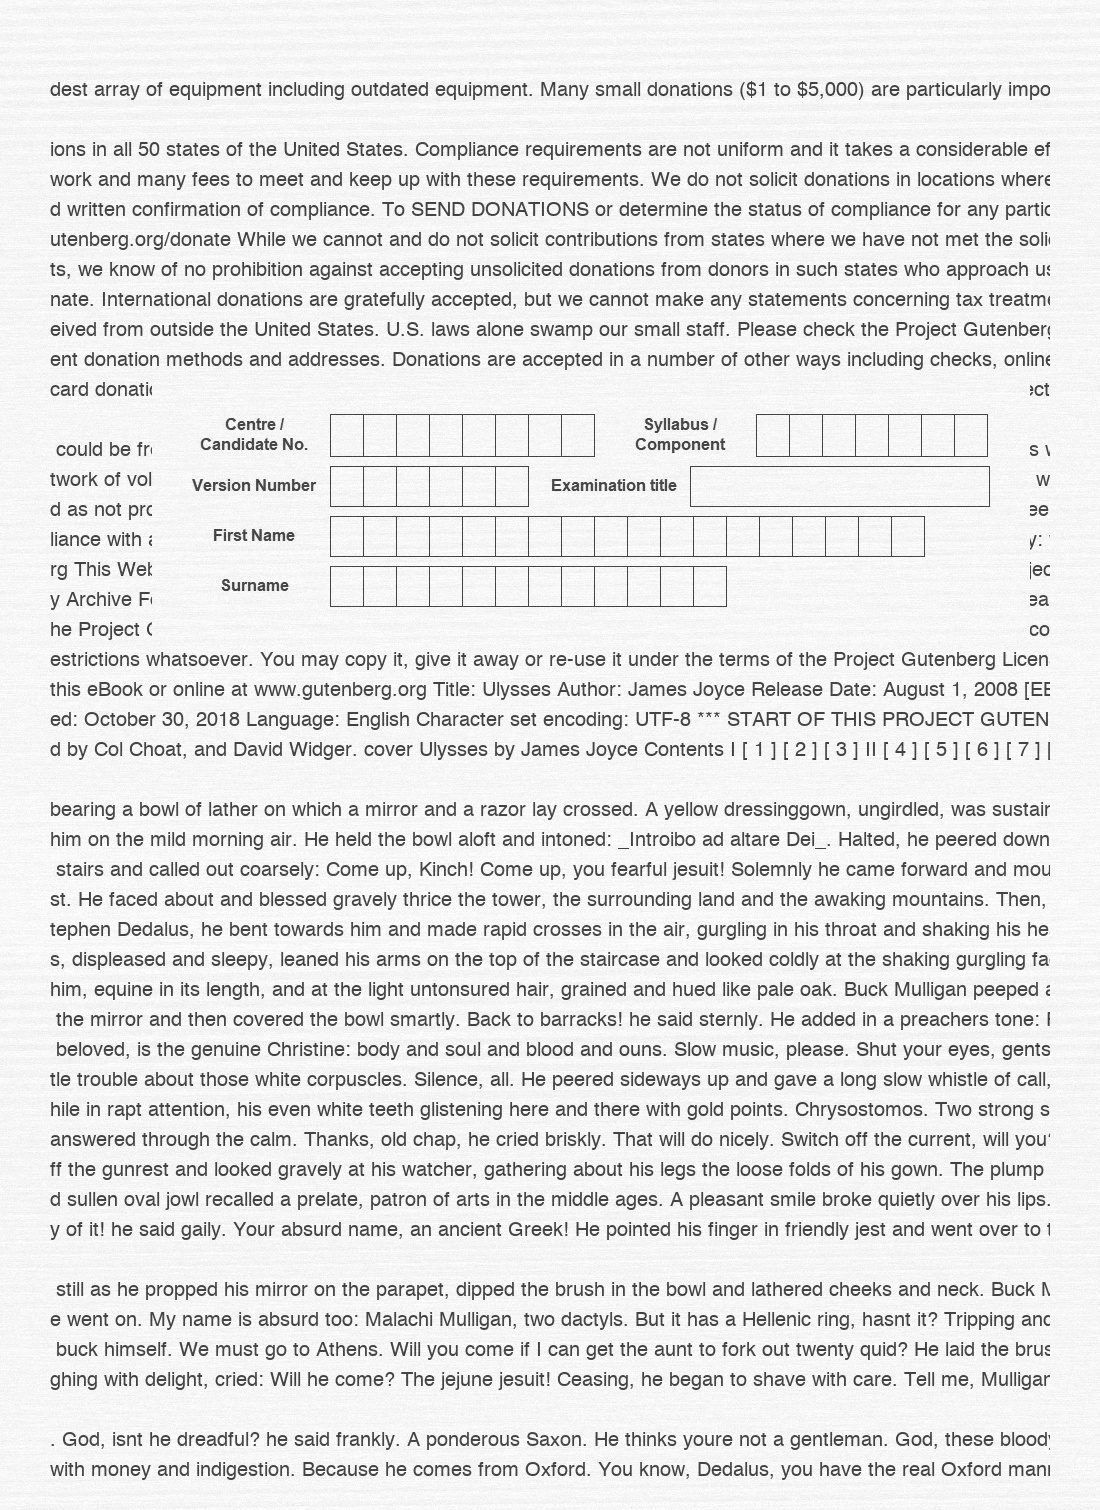 dest array of equipment including outdated equipment. Many small donations ($1 to $5,000) are particularly impo
ions in all 50 states of the United States. Compliance requirements are not uniform and it takes a considerable ef
work and many fees to meet and keep up with these requirements. We do not solicit donations in locations where
d written confirmation of compliance. To SEND DONATIONS or determine the status of compliance for any partic
utenberg.org/donate While we cannot and do not solicit contributions from states where we have not met the soli
ts, we know of no prohibition against accepting unsolicited donations from donors in such states who approach us
nate. International donations are gratefully accepted, but we cannot make any statements concerning tax treatme
eived from outside the United States. U.S. laws alone swamp our small staff. Please check the Project Gutenberg
ent donation methods and addresses. Donations are accepted in a number of other ways including checks, online
card donatic ect
Centre / Candidate No. Syllabus / Component
could be fr s
twork of vol w
Version Number Examination title
d as not pro ee
First Name
liance with y:
rg This Web jec
Surname
y Archive F ea
he Project co
estrictions whatsoever. You may copy it, give it away or re-use it under the terms of the Project Gutenberg Licen
this eBook or online at www.gutenberg.org Title: Ulysses Author: James Joyce Release Date: August 1, 2008 [EB
ed: October 30, 2018 Language: English Character set encoding: UTF-8 *** START OF THIS PROJECT GUTEN
d by Col Choat, and David Widger. cover Ulysses by James Joyce Contents I [ 1 ] [ 2 ] [ 3 ] II [ 4 ] [ 5 ] [ 6 ] [ 7 ] [
bearing a bowl of lather on which a mirror and a razor lay crossed. A yellow dressinggown, ungirdled, was sustain
him on the mild morning air. He held the bowl aloft and intoned: _Introibo ad altare Dei_. Halted, he peered down
stairs and called out coarsely: Come up, Kinch! Come up, you fearful jesuit! Solemnly he came forward and mou
st. He faced about and blessed gravely thrice the tower, the surrounding land and the awaking mountains. Then,
tephen Dedalus, he bent towards him and made rapid crosses in the air, gurgling in his throat and shaking his he
s, displeased and sleepy, leaned his arms on the top of the staircase and looked coldly at the shaking gurgling fa
him, equine in its length, and at the light untonsured hair, grained and hued like pale oak. Buck Mulligan peeped a
the mirror and then covered the bowl smartly. Back to barracks! he said sternly. He added in a preachers tone: F
beloved, is the genuine Christine: body and soul and blood and ouns. Slow music, please. Shut your eyes, gents
tle trouble about those white corpuscles. Silence, all. He peered sideways up and gave a long slow whistle of call,
hile in rapt attention, his even white teeth glistening here and there with gold points. Chrysostomos. Two strong s
answered through the calm. Thanks, old chap, he cried briskly. That will do nicely. Switch off the current, will you
ff the gunrest and looked gravely at his watcher, gathering about his legs the loose folds of his gown. The plump
d sullen oval jowl recalled a prelate, patron of arts in the middle ages. A pleasant smile broke quietly over his lips.
y of it! he said gaily. Your absurd name, an ancient Greek! He pointed his finger in friendly jest and went over to t
still as he propped his mirror on the parapet, dipped the brush in the bowl and lathered cheeks and neck. Buck M
e went on. My name is absurd too: Malachi Mulligan, two dactyls. But it has a Hellenic ring, hasnt it? Tripping and
buck himself. We must go to Athens. Will you come if I can get the aunt to fork out twenty quid? He laid the brus
ghing with delight, cried: Will he come? The jejune jesuit! Ceasing, he began to shave with care. Tell me, Mulligan
. God, isnt he dreadful? he said frankly. A ponderous Saxon. He thinks youre not a gentleman. God, these bloody
with money and indigestion. Because he comes from Oxford. You know, Dedalus, you have the real Oxford mann